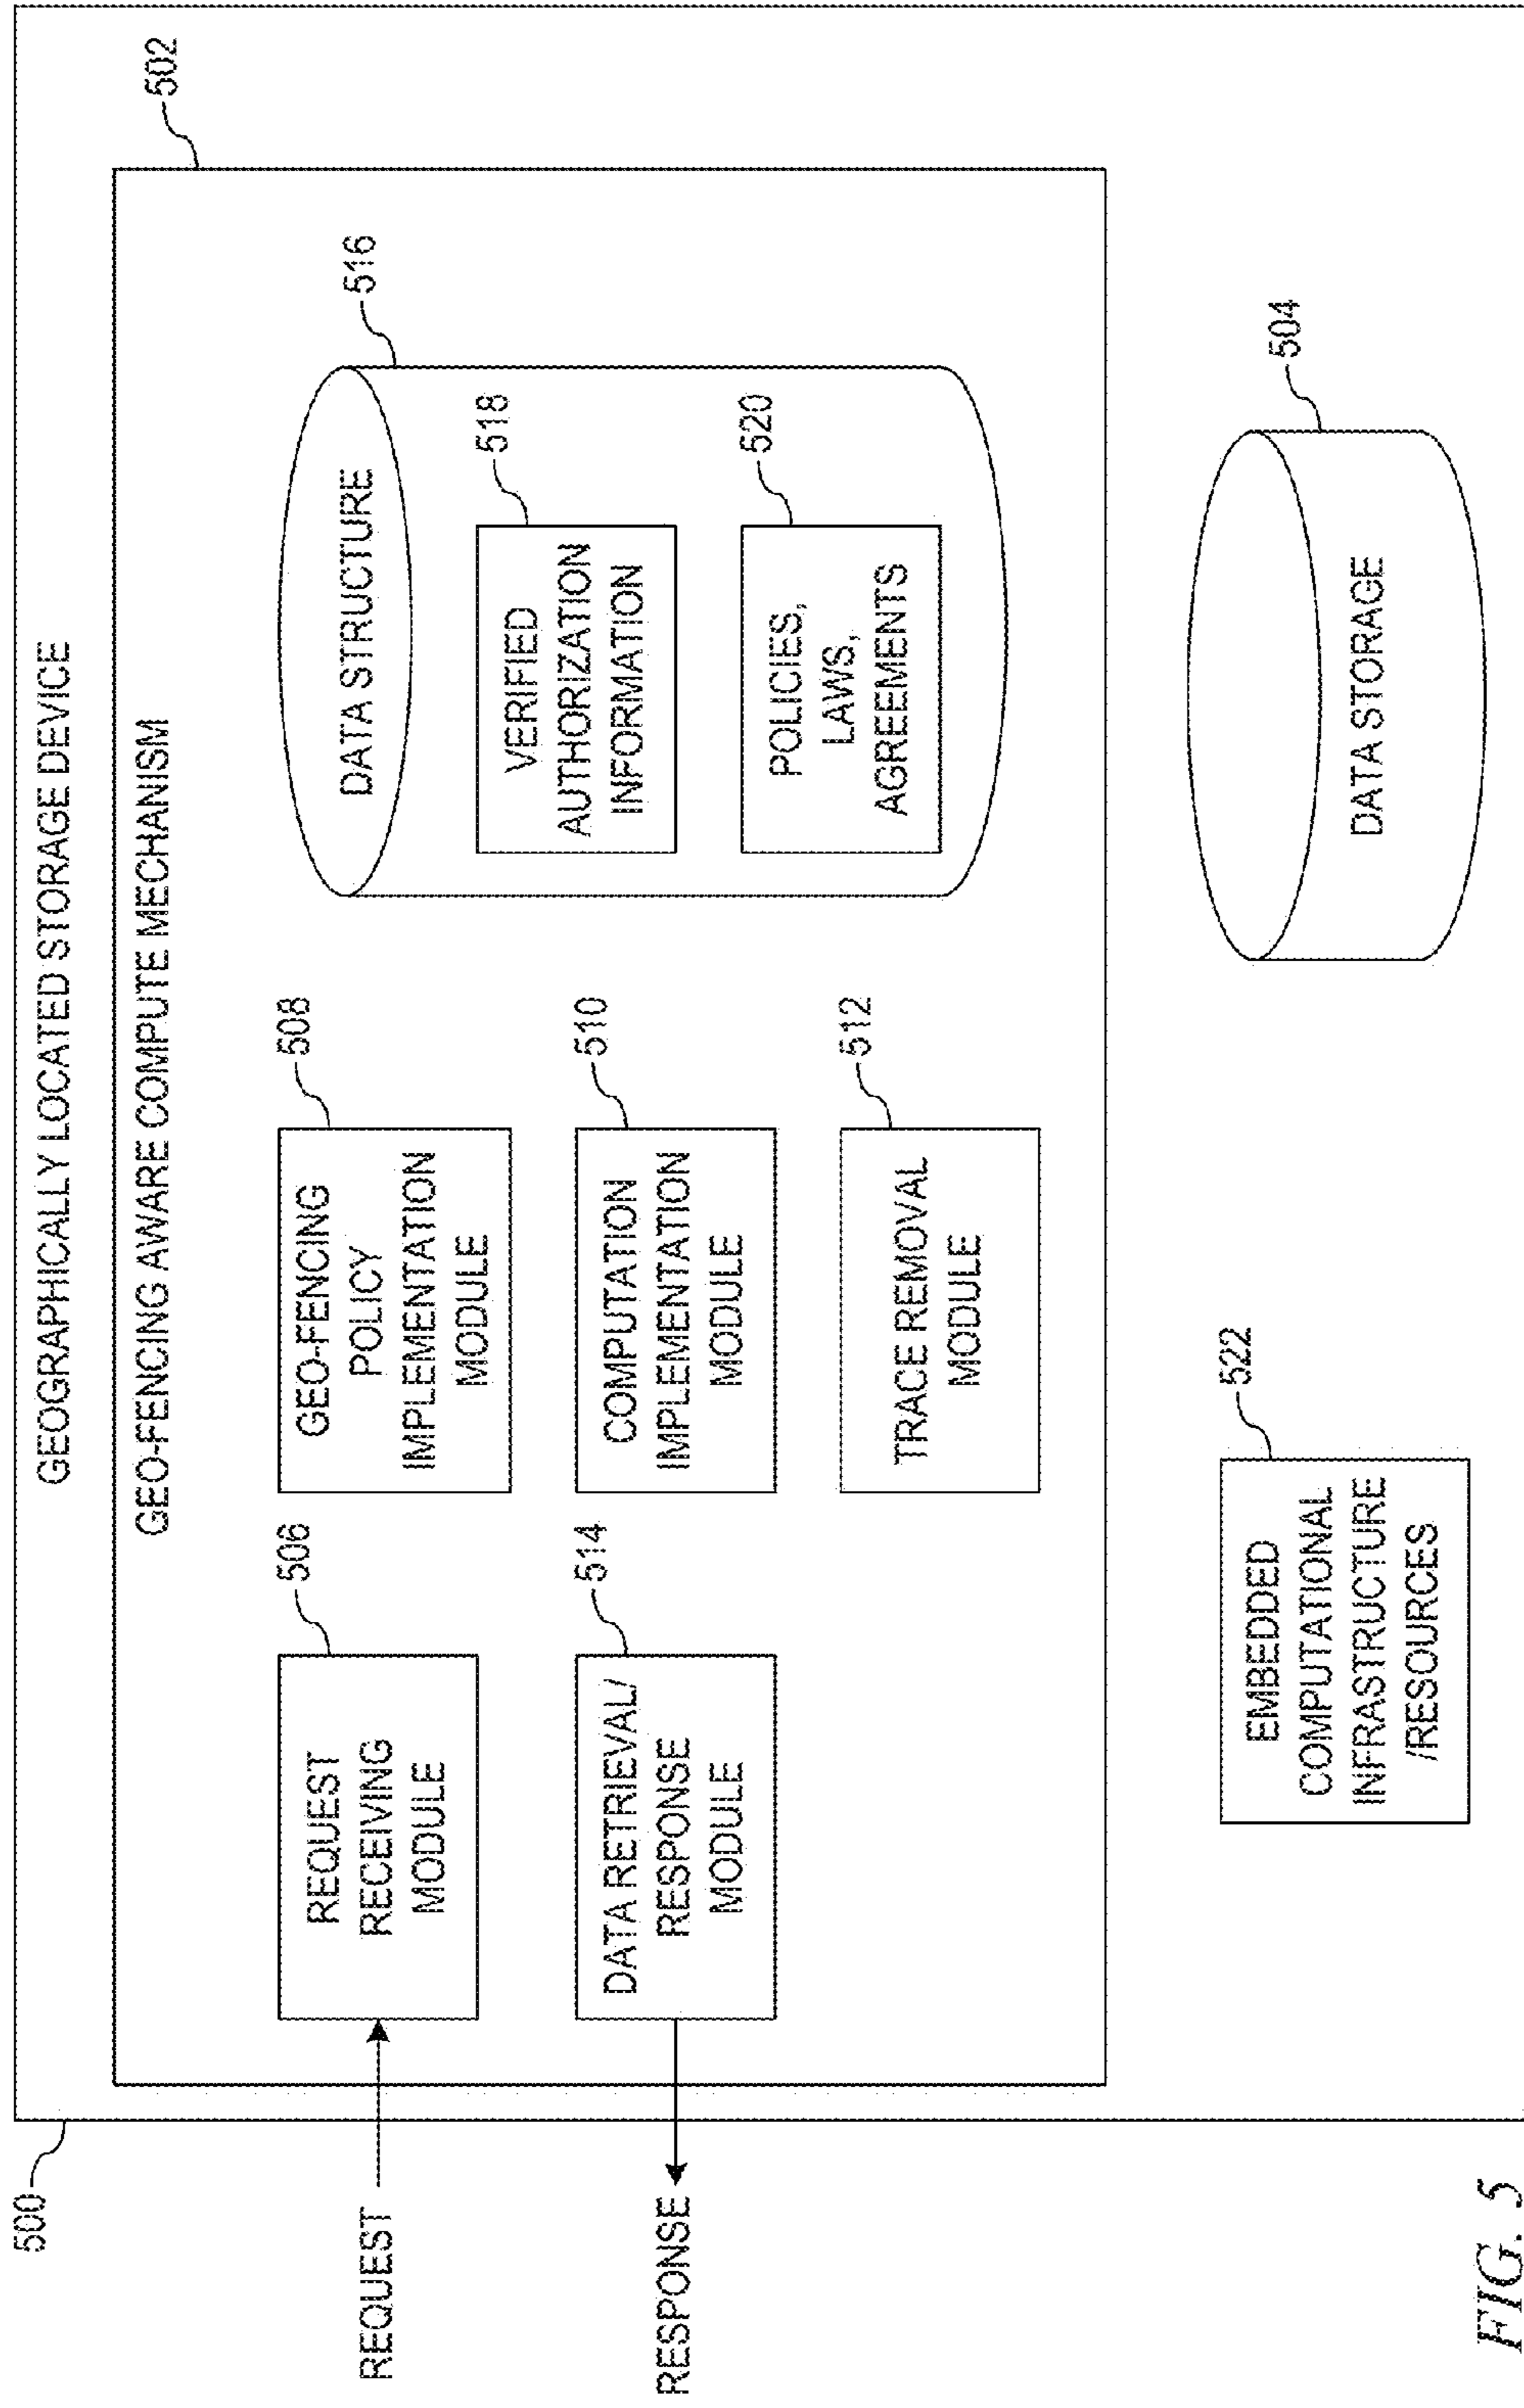 500
GEOGRAPHICALLY LOCATED STORAGE DEVICE
GEO-FENCING AWARE COMPUTE MECHANISM
502
REQUEST
506
REQUEST
RECEIVING
MODULE
508
GEO-FENCING
POLICY
IMPLEMENTATION
MODULE
516
DATA STRUCTURE
518
VERIFIED
AUTHORIZATION
INFORMATION
RESPONSE
514
DATA RETRIEVAL/
RESPONSE
MODULE
510
COMPUTATION
IMPLEMENTATION
MODULE
520
POLICIES,
LAWS,
AGREEMENTS
512
TRACE REMOVAL
MODULE
522
EMBEDDED
COMPUTATIONAL
INFRASTRUCTURE
/RESOURCES
504
DATA STORAGE
FIG. 5